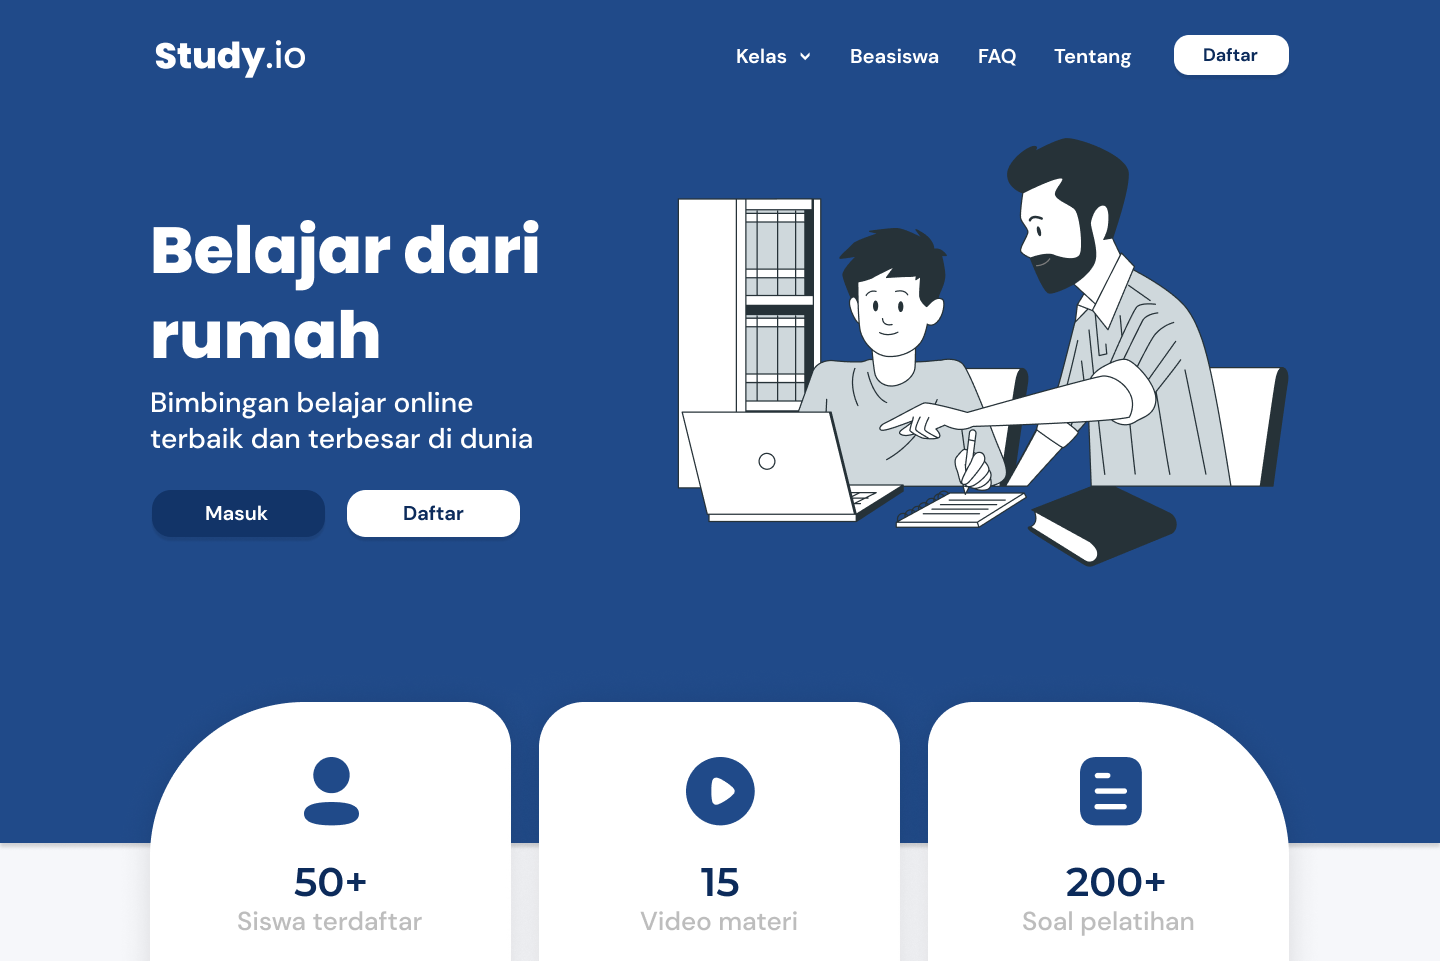 Study.io
Kelas
Beasiswa
FAQ
Tentang
Daftar
Belajar dari
rumah
Bimbingan belajar online
terbaik dan terbesar di dunia
Masuk
Daftar
50+
Siswa terdaftar
15
Video materi
200+
Soal pelatihan